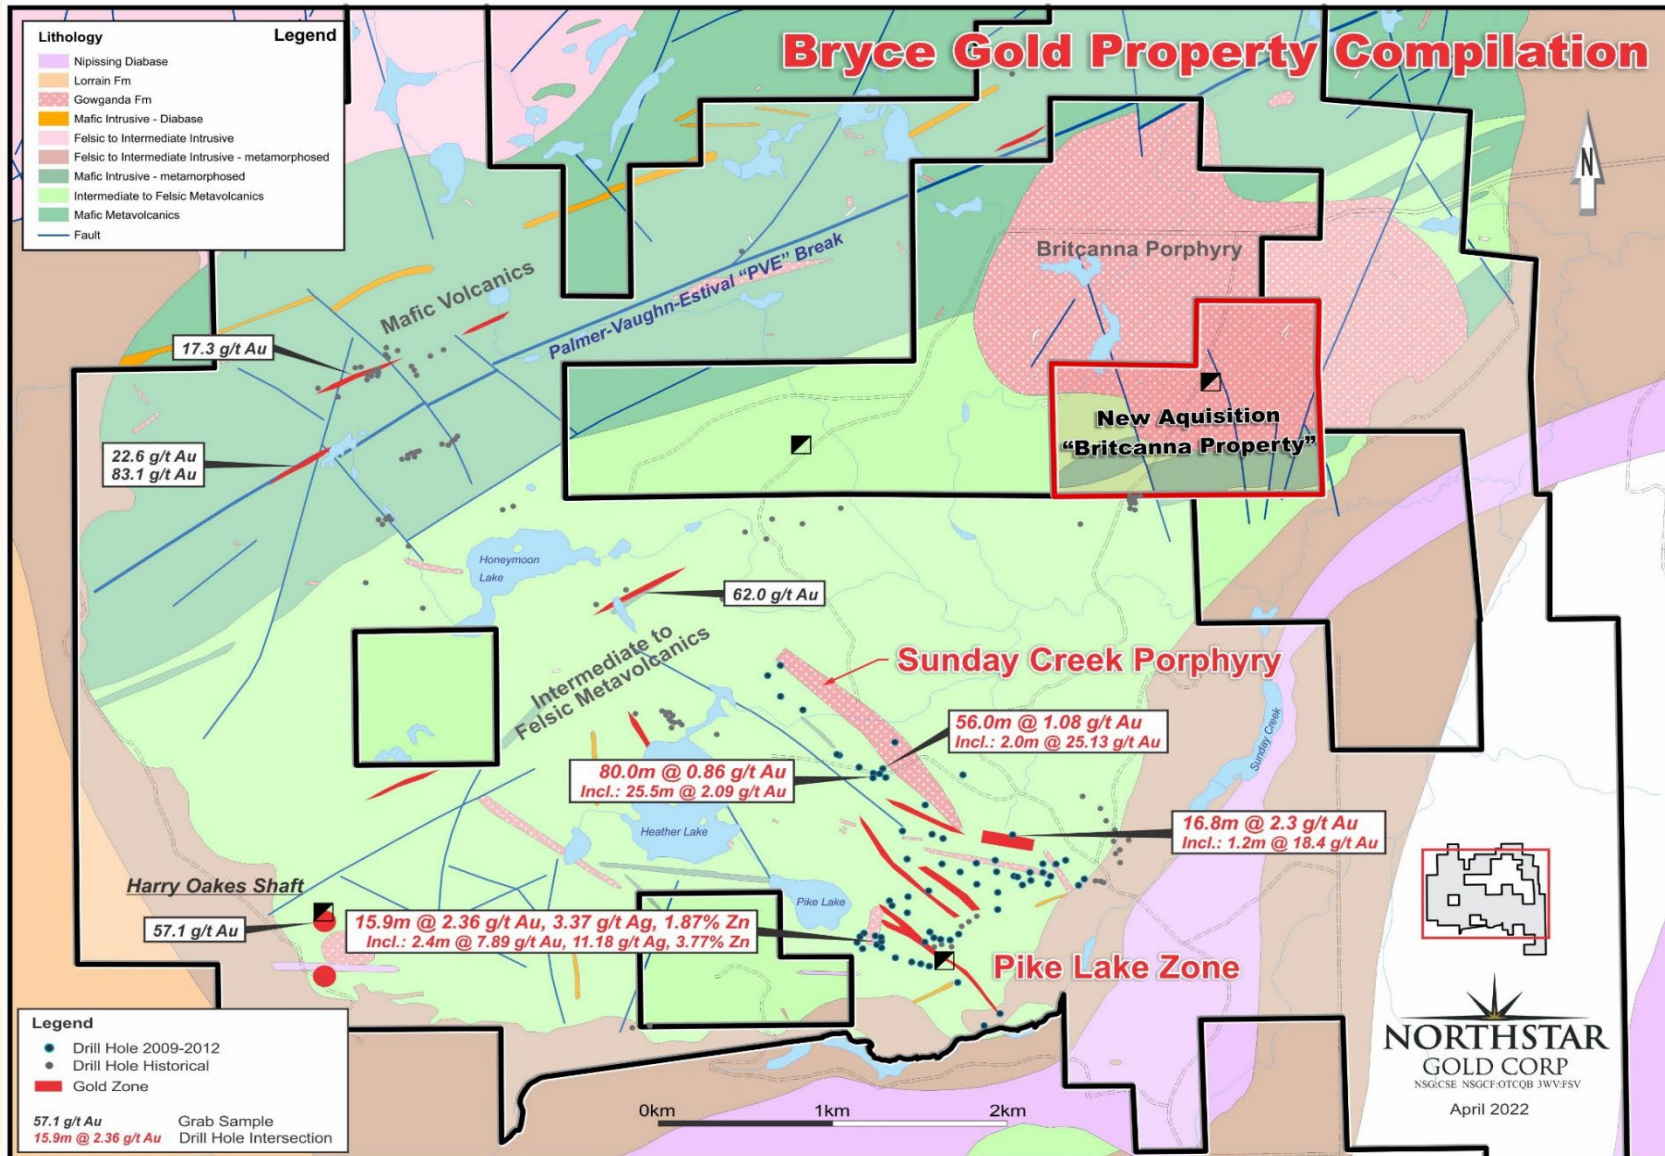 Bryce Gold Property Compilation
Lithology
Legend
Nipissing Diabase
Lorrain Fm
Gowganda Fm
Mafic Intrusive - Diabase
Felsic to Intermediate Intrusive
Felsic to Intermediate Intrusive - metamorphosed
Mafic Intrusive - metamorphosed
Intermediate to Felsic Metavolcanics
Mafic Metavolcanics
Fault
N
Britcanna Porphyry
Palmer-Vaughn-Estival "PVE" Break
Mafic Volcanics
17.3 g/t Au
New Aquisition
"Britcanna Property"
22.6 g/t Au
83.1 g/t Au
Honeymoon
Lake
62.0 g/t Au
Intermediate to
Felsic Metavolcanics
Sunday Creek Porphyry
56.0m @ 1.08 g/t Au
Incl.: 2.0m @ 25.13 g/t Au
Sunday Creek
80.0m @ 0.86 g/t Au
Incl.: 25.5m @ 2.09 g/t Au
Heather Lake
16.8m @ 2.3 g/t Au
Incl.: 1.2m @ 18.4 g/t Au
Harry Oakes Shaft
57.1 g/t Au
Pike Lake
15.9m @ 2.36 g/t Au, 3.37 g/t Ag, 1.87% Zn
Incl.: 2.4m @ 7.89 g/t Au, 11.18 g/t Ag, 3.77% Zn
Pike Lake Zone
Legend
Drill Hole 2009-2012
Drill Hole Historical
Gold Zone
57.1 g/t Au Grab Sample
15.9m @ 2.36 g/t Au Drill Hole Intersection
0km 1km 2km
NORTHSTAR
GOLD CORP
NSG:CSE NSGCF:OTCQB 3WV:FSV
April 2022